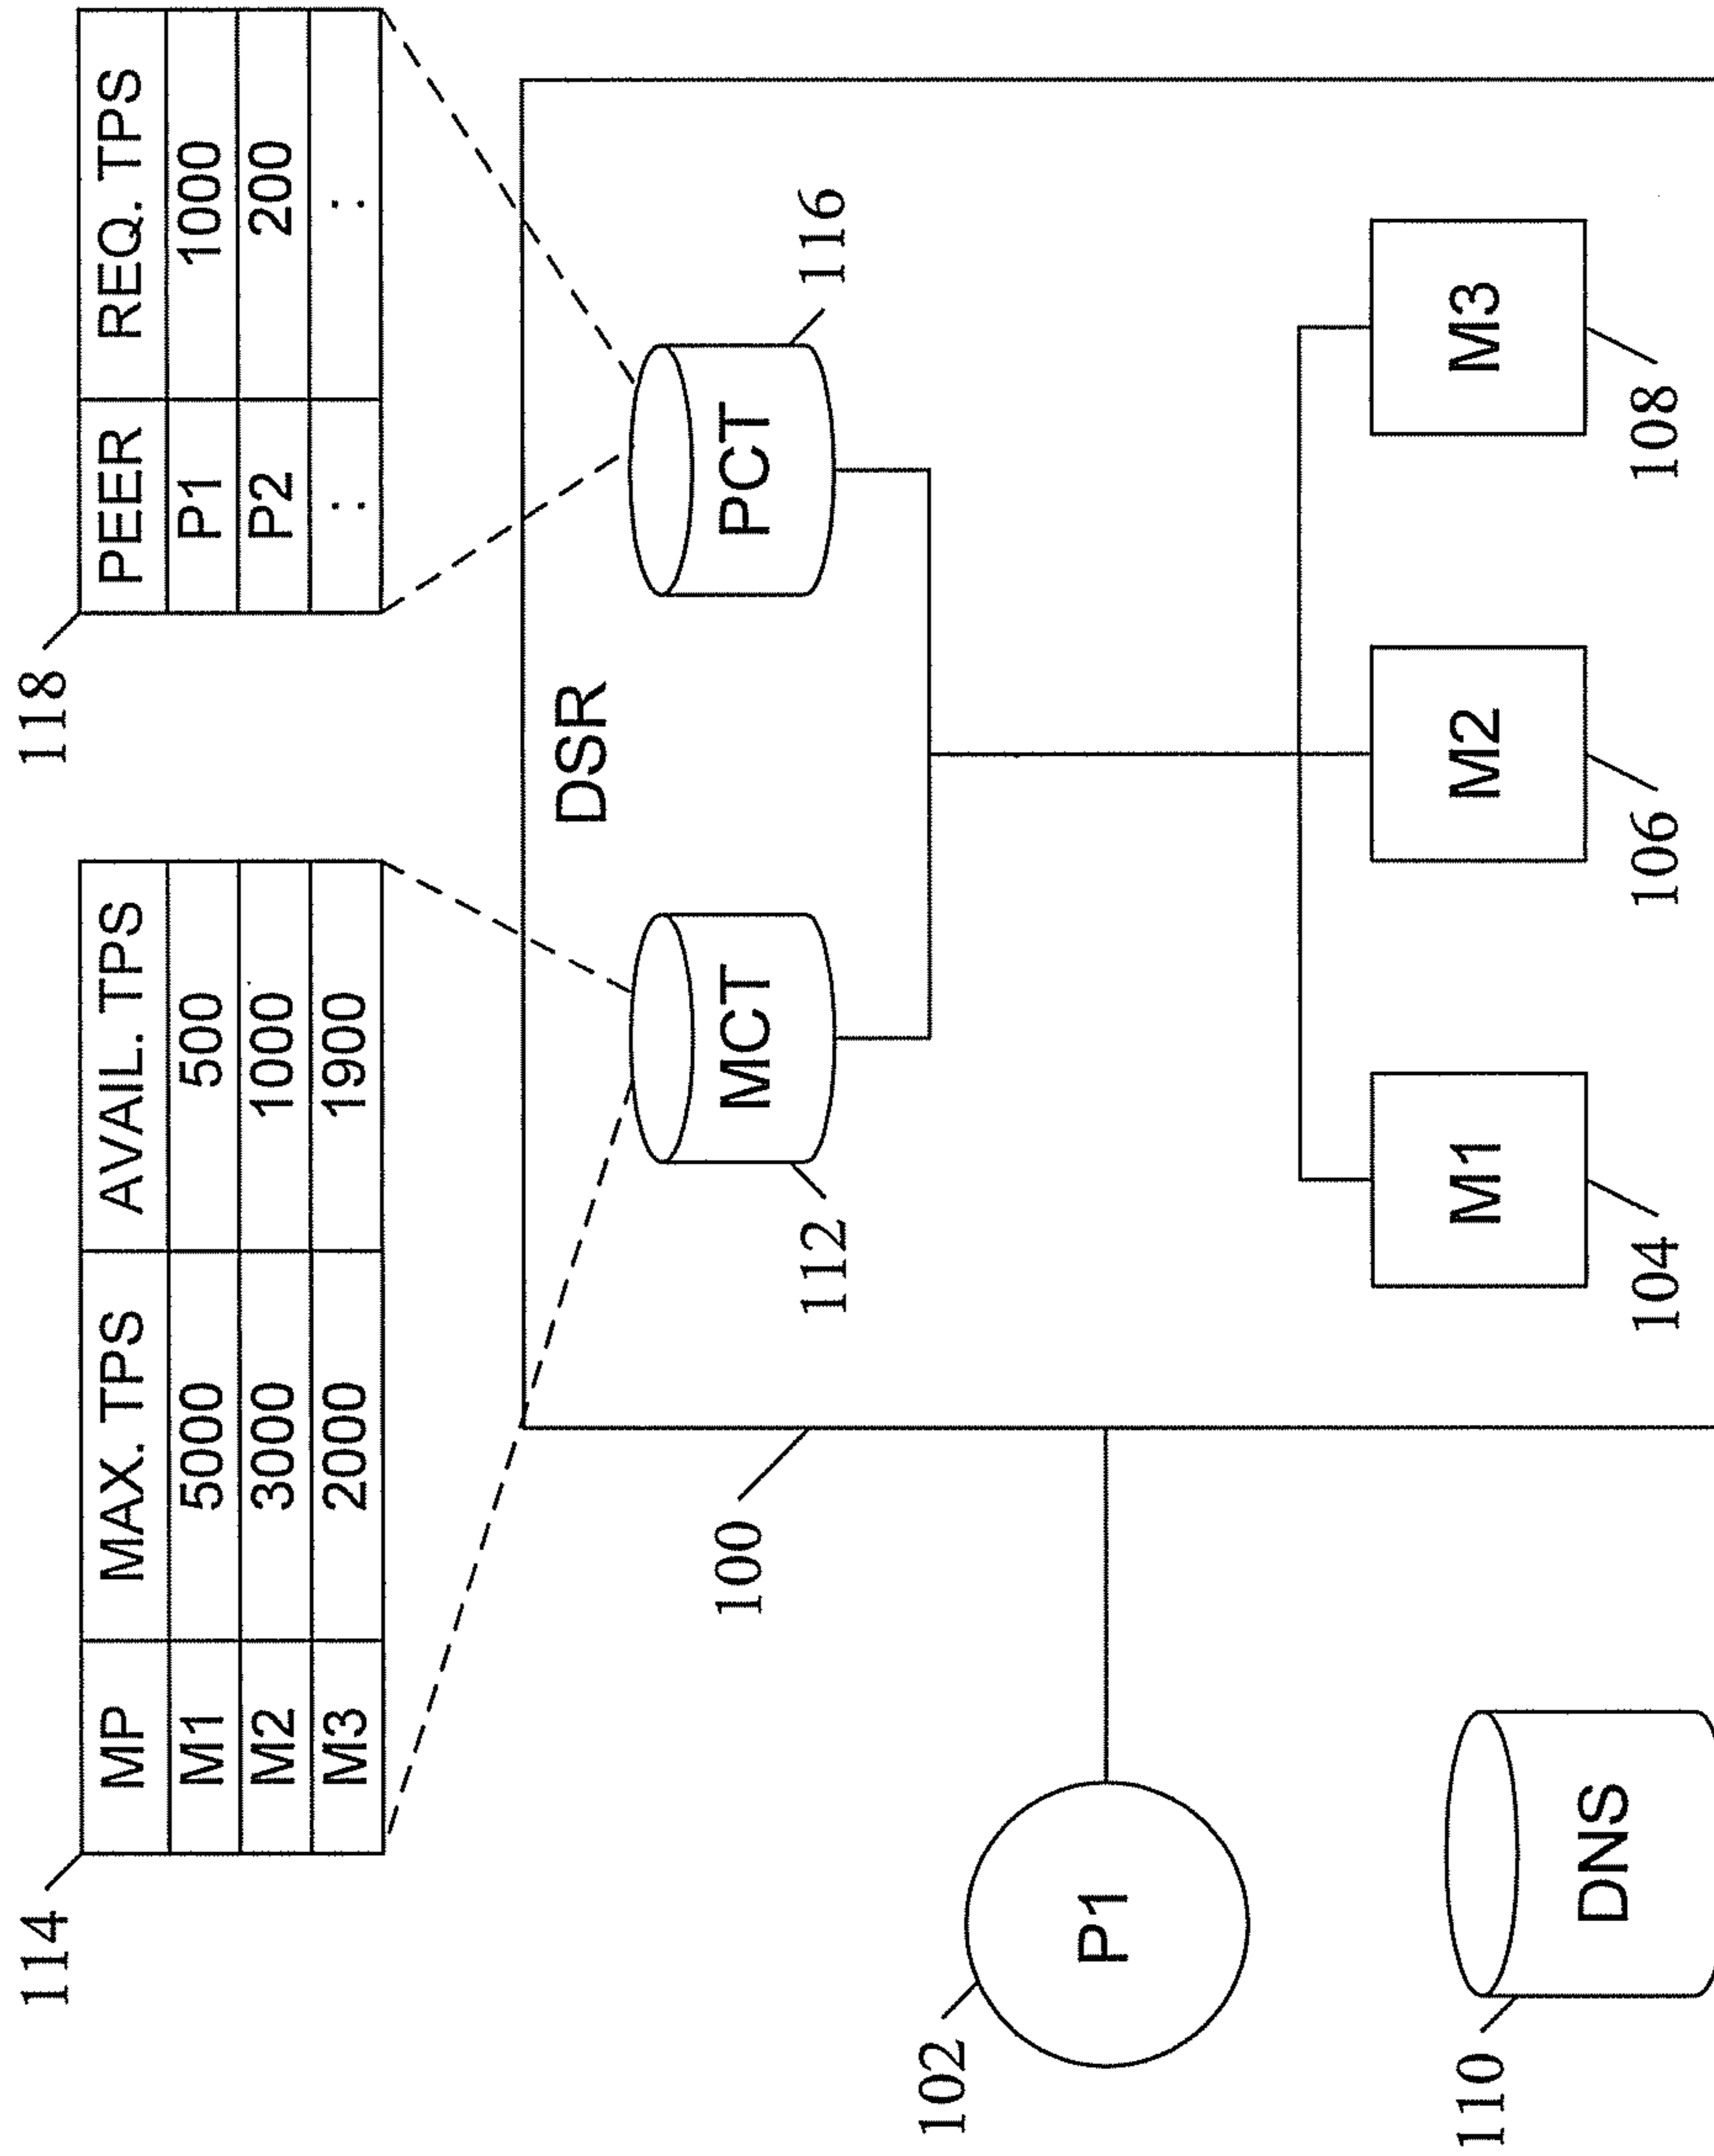 114
MP MAX. TPS AVAIL. TPS
M1 5000 500
M2 3000 1000
M3 2000 1900
118
PEER REQ. TPS
P1 1000
P2 200
: :
DSR
MCT
112
PCT
116
100
102
P1
110
DNS
M1
104
M2
106
M3
108